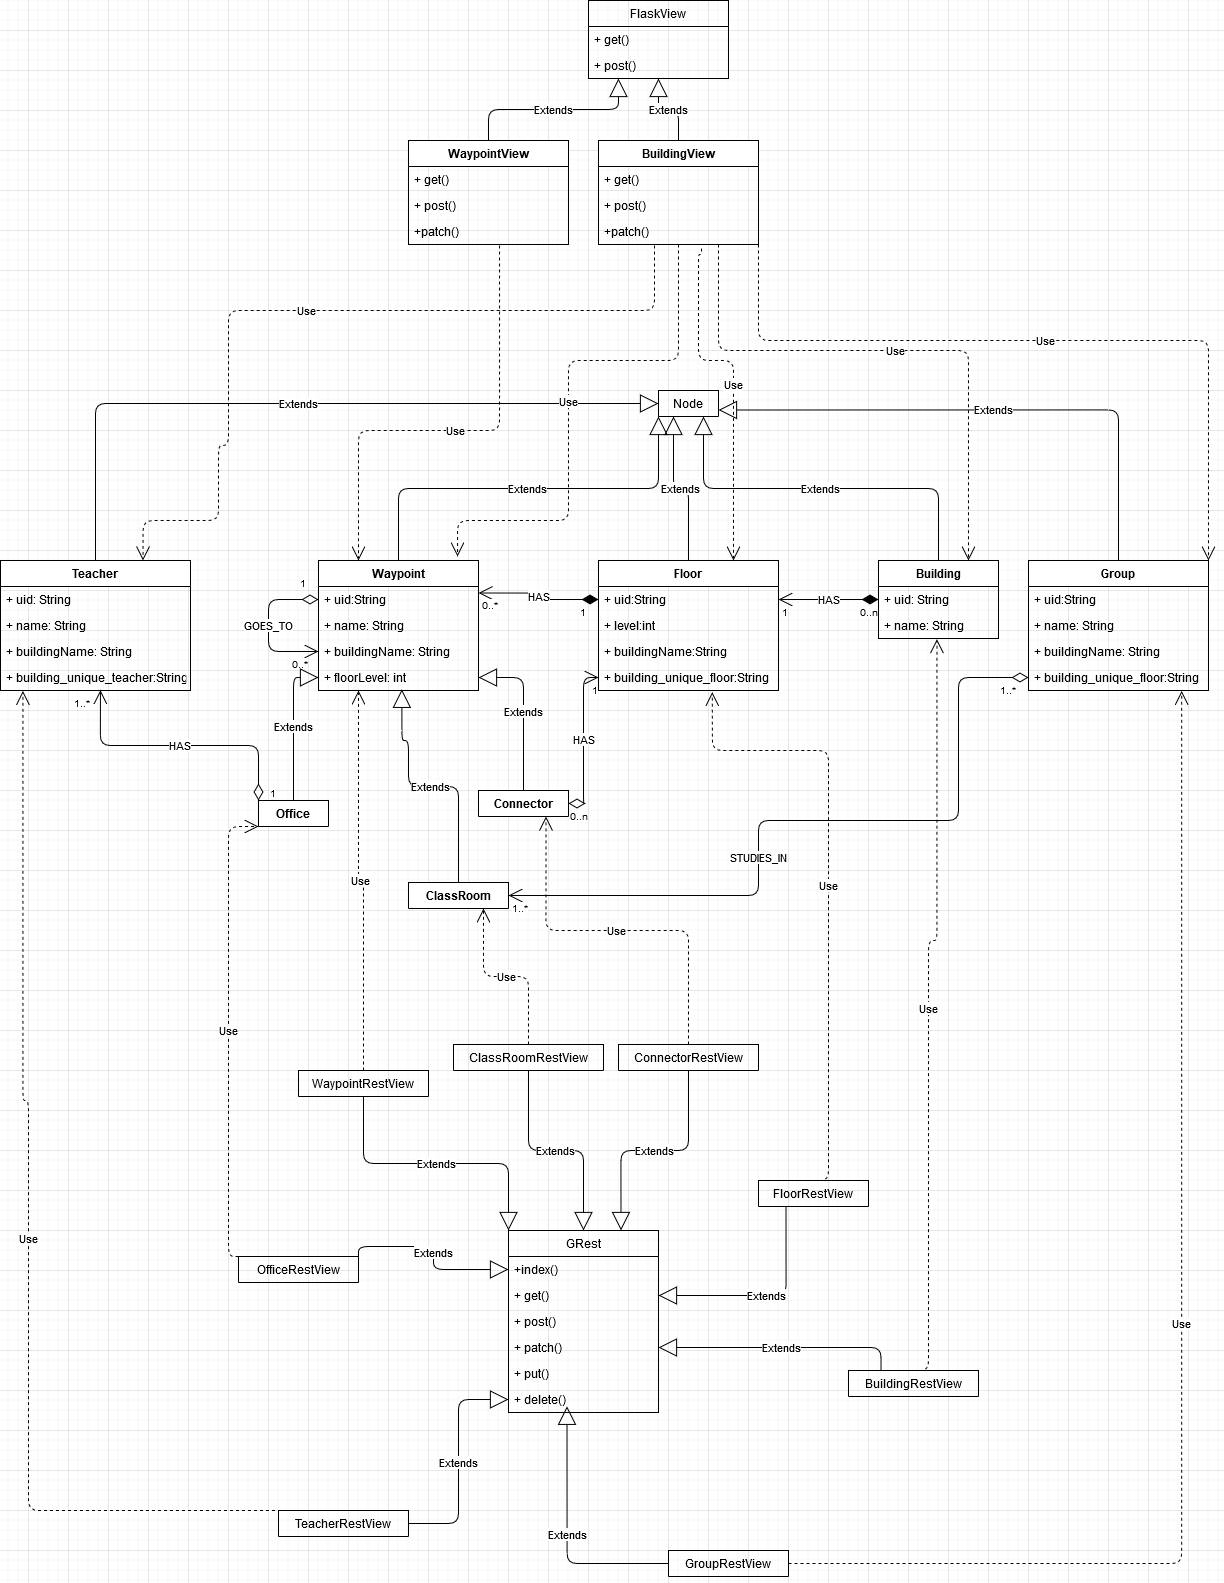 FlaskView
+ get()
+ post()
Extends
Extends
WaypointView
+ get()
+ post()
+patch()
BuildingView
+ get()
+ post()
+patch()
Use
Use
Use
Use
Extends
Use
Node
Extends
Use
Extends
Extends
Extends
Teacher
+ uid: String
+ name: String
+ buildingName: String
+ building_unique_teacher:String
Waypoint
+ uid:String
+ name: String
+ buildingName: String
+ floorLevel: int
Floor
+ uid:String
+ level:int
+ buildingName:String
+ building_unique_floor:String
Building
+ uid: String
+ name: String
Group
+ uid:String
+ name: String
+ buildingName: String
+ building_unique_floor:String
1
GOES_TO
0..*
HAS
0..*
1
HAS
1
0..n
1..*
1
1..*
Extends
Extends
HAS
HAS
Extends
1
Office
Connector
0..n
STUDIES_IN
Use
ClassRoom
1..*
Use
Use
Use
Use
Use
ClassRoomRestView
ConnectorRestView
WaypointRestView
Extends
Extends
Extends
FloorRestView
Use
GRest
+index()
+ get()
+ post()
+ patch()
+ put()
+ delete()
Extends
OfficeRestView
Extends
Use
Extends
BuildingRestView
Extends
TeacherRestView
Extends
GroupRestView